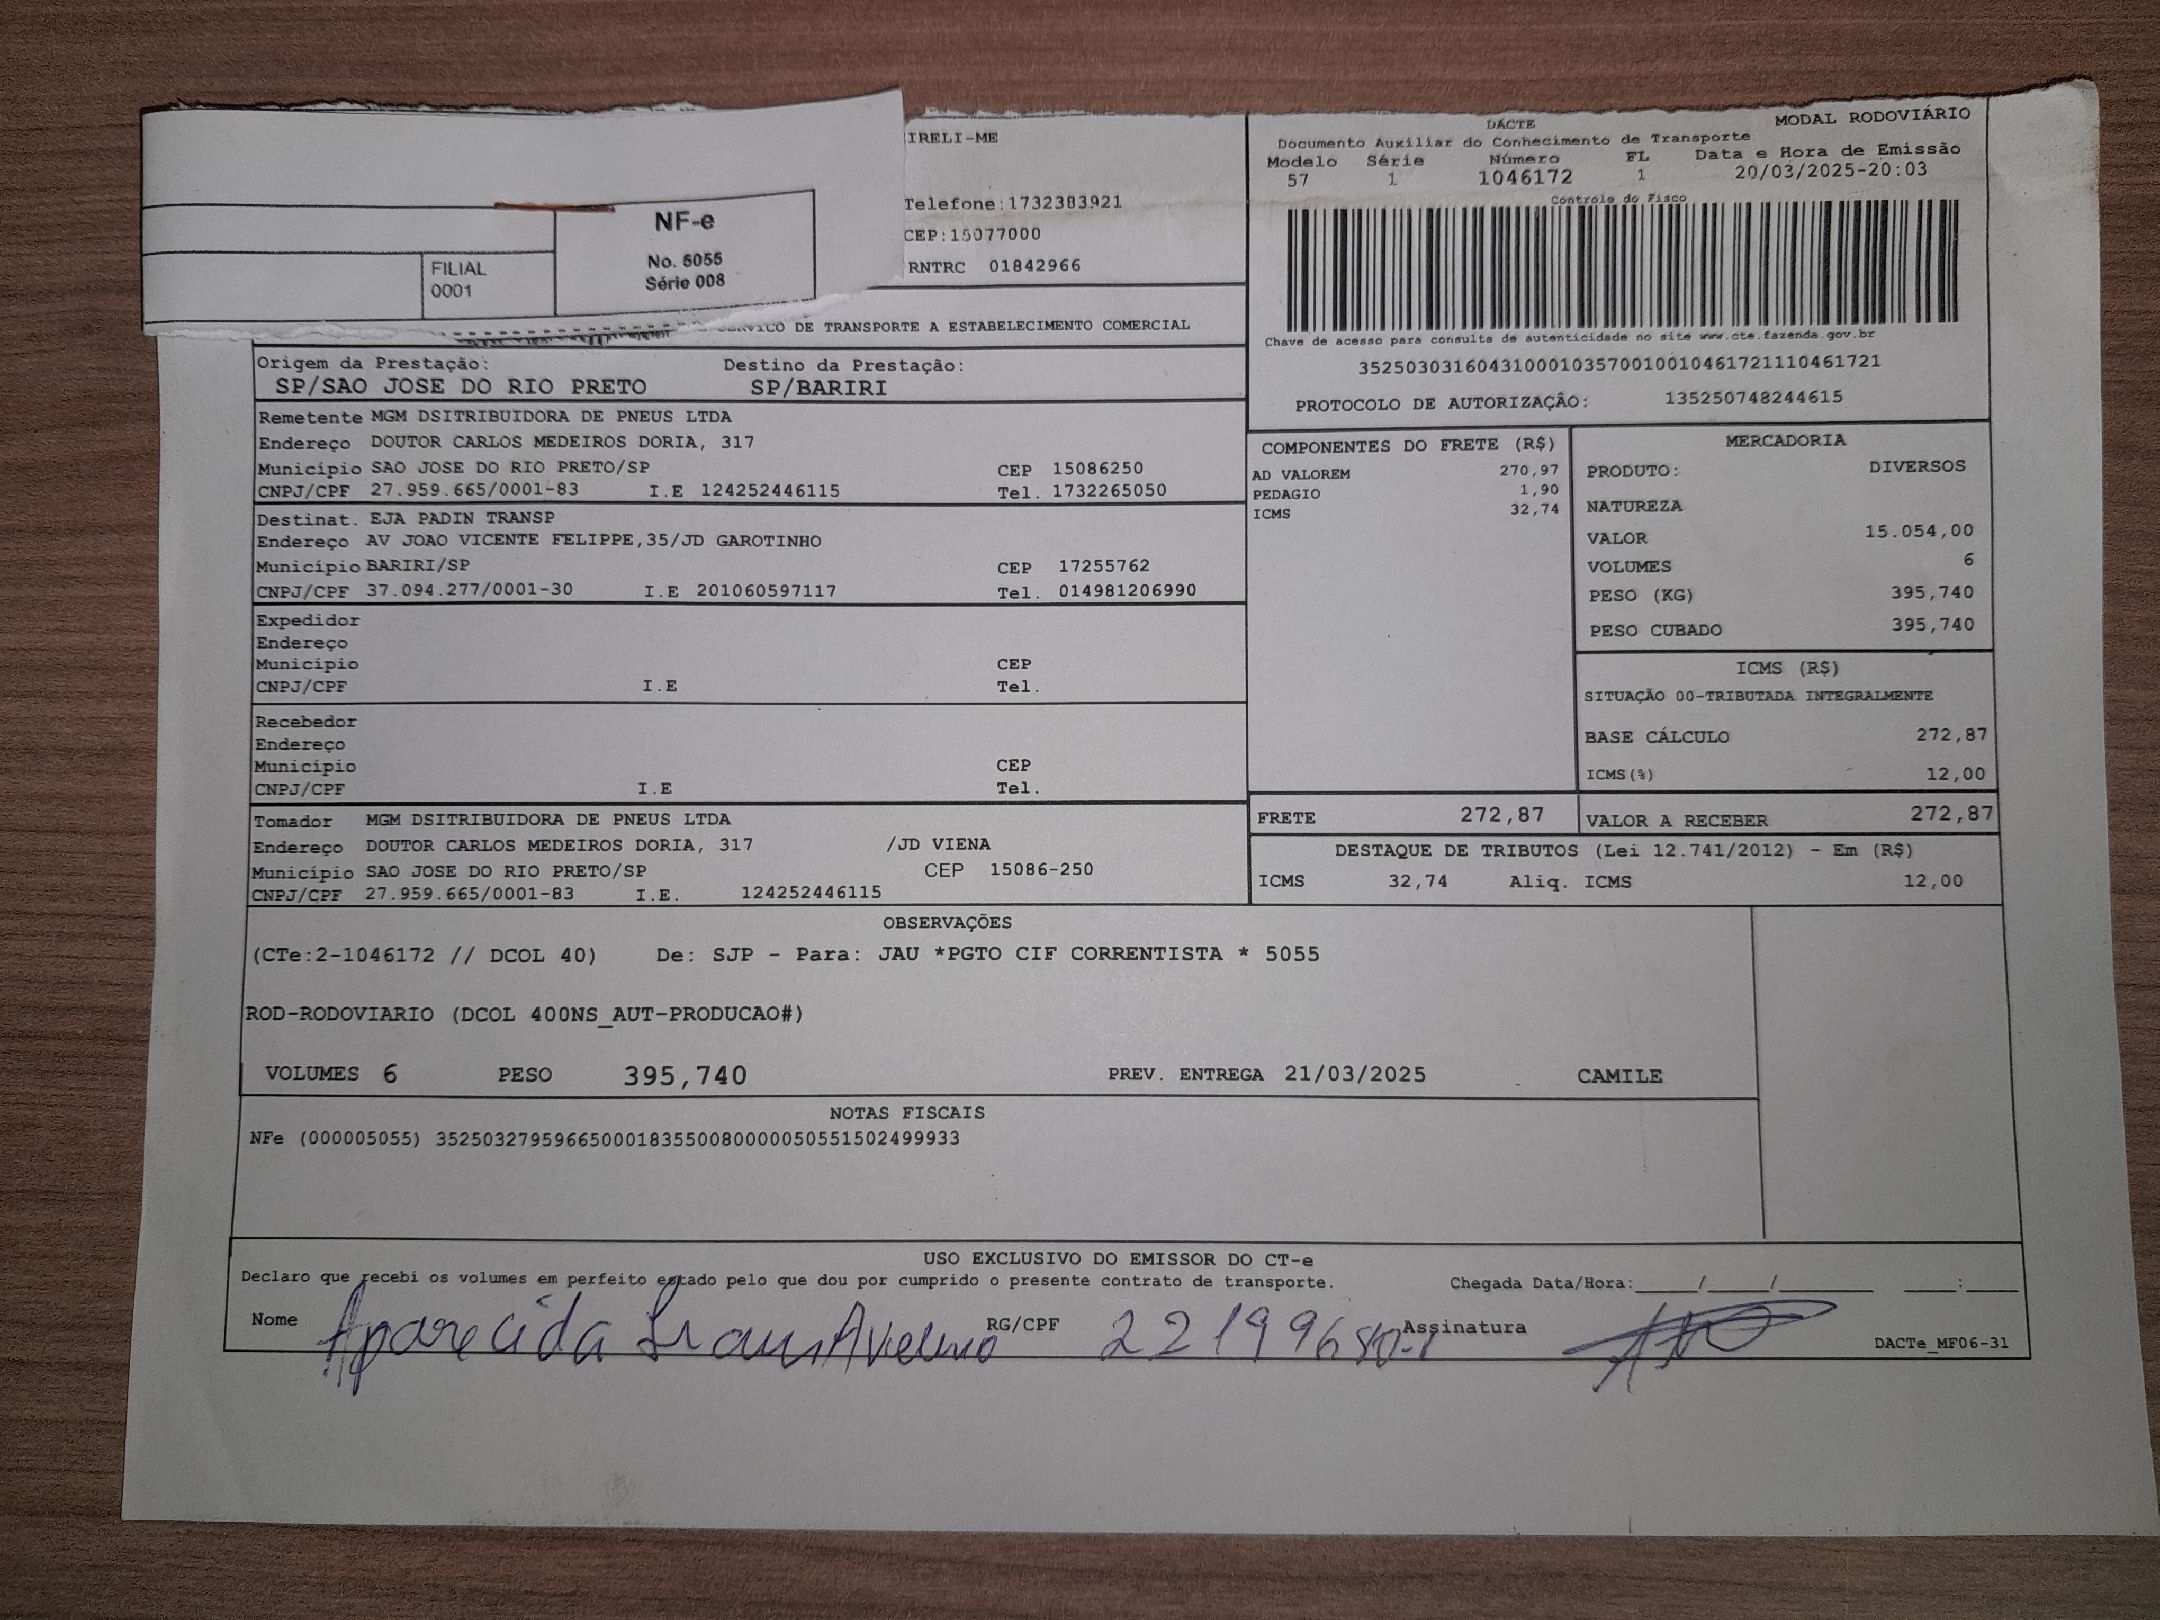 IRELI-ME
Telefone:1732383921
CEP:15077000
RNTRC 01842966
NF-e
No. 5055
Série 008
FILIAL
0001
SERVICO DE TRANSPORTE A ESTABELECIMENTO COMERCIAL
MODAL RODOVIÁRIO
DACTE
Documento Auxiliar do Conhecimento de Transporte
Modelo Série Número FL Data e Hora de Emissão
57 1 1046172 1 20/03/2025-20:03
Controle do Fisco
Chave de acesso para consulta de autenticidade no site www.cte.fazenda.gov.br
35250303160431000103570010010461721110461721
PROTOCOLO DE AUTORIZAÇÃO: 135250748244615
Origem da Prestação: Destino da Prestação:
SP/SAO JOSE DO RIO PRETO SP/BARIRI
Remetente MGM DSITRIBUIDORA DE PNEUS LTDA
Endereço DOUTOR CARLOS MEDEIROS DORIA, 317
Município SAO JOSE DO RIO PRETO/SP CEP 15086250
CNPJ/CPF 27.959.665/0001-83 I.E 124252446115 Tel. 1732265050
Destinat. EJA PADIN TRANSP
Endereço AV JOAO VICENTE FELIPPE,35/JD GAROTINHO
Município BARIRI/SP CEP 17255762
CNPJ/CPF 37.094.277/0001-30 I.E 201060597117 Tel. 014981206990
Expedidor
Endereço
Município CEP
CNPJ/CPF I.E Tel.
Recebedor
Endereço
Município CEP
CNPJ/CPF I.E Tel.
Tomador MGM DSITRIBUIDORA DE PNEUS LTDA
Endereço DOUTOR CARLOS MEDEIROS DORIA, 317 /JD VIENA
Município SAO JOSE DO RIO PRETO/SP CEP 15086-250
CNPJ/CPF 27.959.665/0001-83 I.E. 124252446115
COMPONENTES DO FRETE (R$)
AD VALOREM 270,97
PEDAGIO 1,90
ICMS 32,74
MERCADORIA
PRODUTO: DIVERSOS
NATUREZA
VALOR 15.054,00
VOLUMES 6
PESO (KG) 395,740
PESO CUBADO 395,740
ICMS (R$)
SITUAÇÃO 00-TRIBUTADA INTEGRALMENTE
BASE CÁLCULO 272,87
ICMS(%) 12,00
FRETE 272,87 VALOR A RECEBER 272,87
DESTAQUE DE TRIBUTOS (Lei 12.741/2012) - Em (R$)
ICMS 32,74 Aliq. ICMS 12,00
OBSERVAÇÕES
(CTe:2-1046172 // DCOL 40) De: SJP - Para: JAU *PGTO CIF CORRENTISTA * 5055
ROD-RODOVIARIO (DCOL 400NS_AUT-PRODUCAO#)
VOLUMES 6 PESO 395,740 PREV. ENTREGA 21/03/2025 CAMILE
NOTAS FISCAIS
NFe (000005055) 35250327959665000183550080000050551502499933
USO EXCLUSIVO DO EMISSOR DO CT-e
Declaro que recebi os volumes em perfeito estado pelo que dou por cumprido o presente contrato de transporte. Chegada Data/Hora:_____/_____/________ ____:____
Nome Aparecida Avelino RG/CPF Assinatura
DACTe_MF06-31